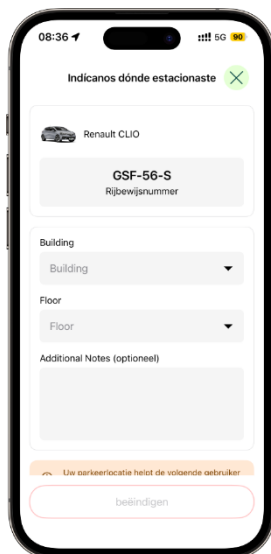 08:36 5G 90
Indícanos dónde estacionaste
Renault CLIO
GSF-56-S
Rijbewijsnummer
Building
Building
Floor
Floor
Additional Notes (optioneel)
Uw parkeerlocatie helpt de volgende gebruiker
beëindigen